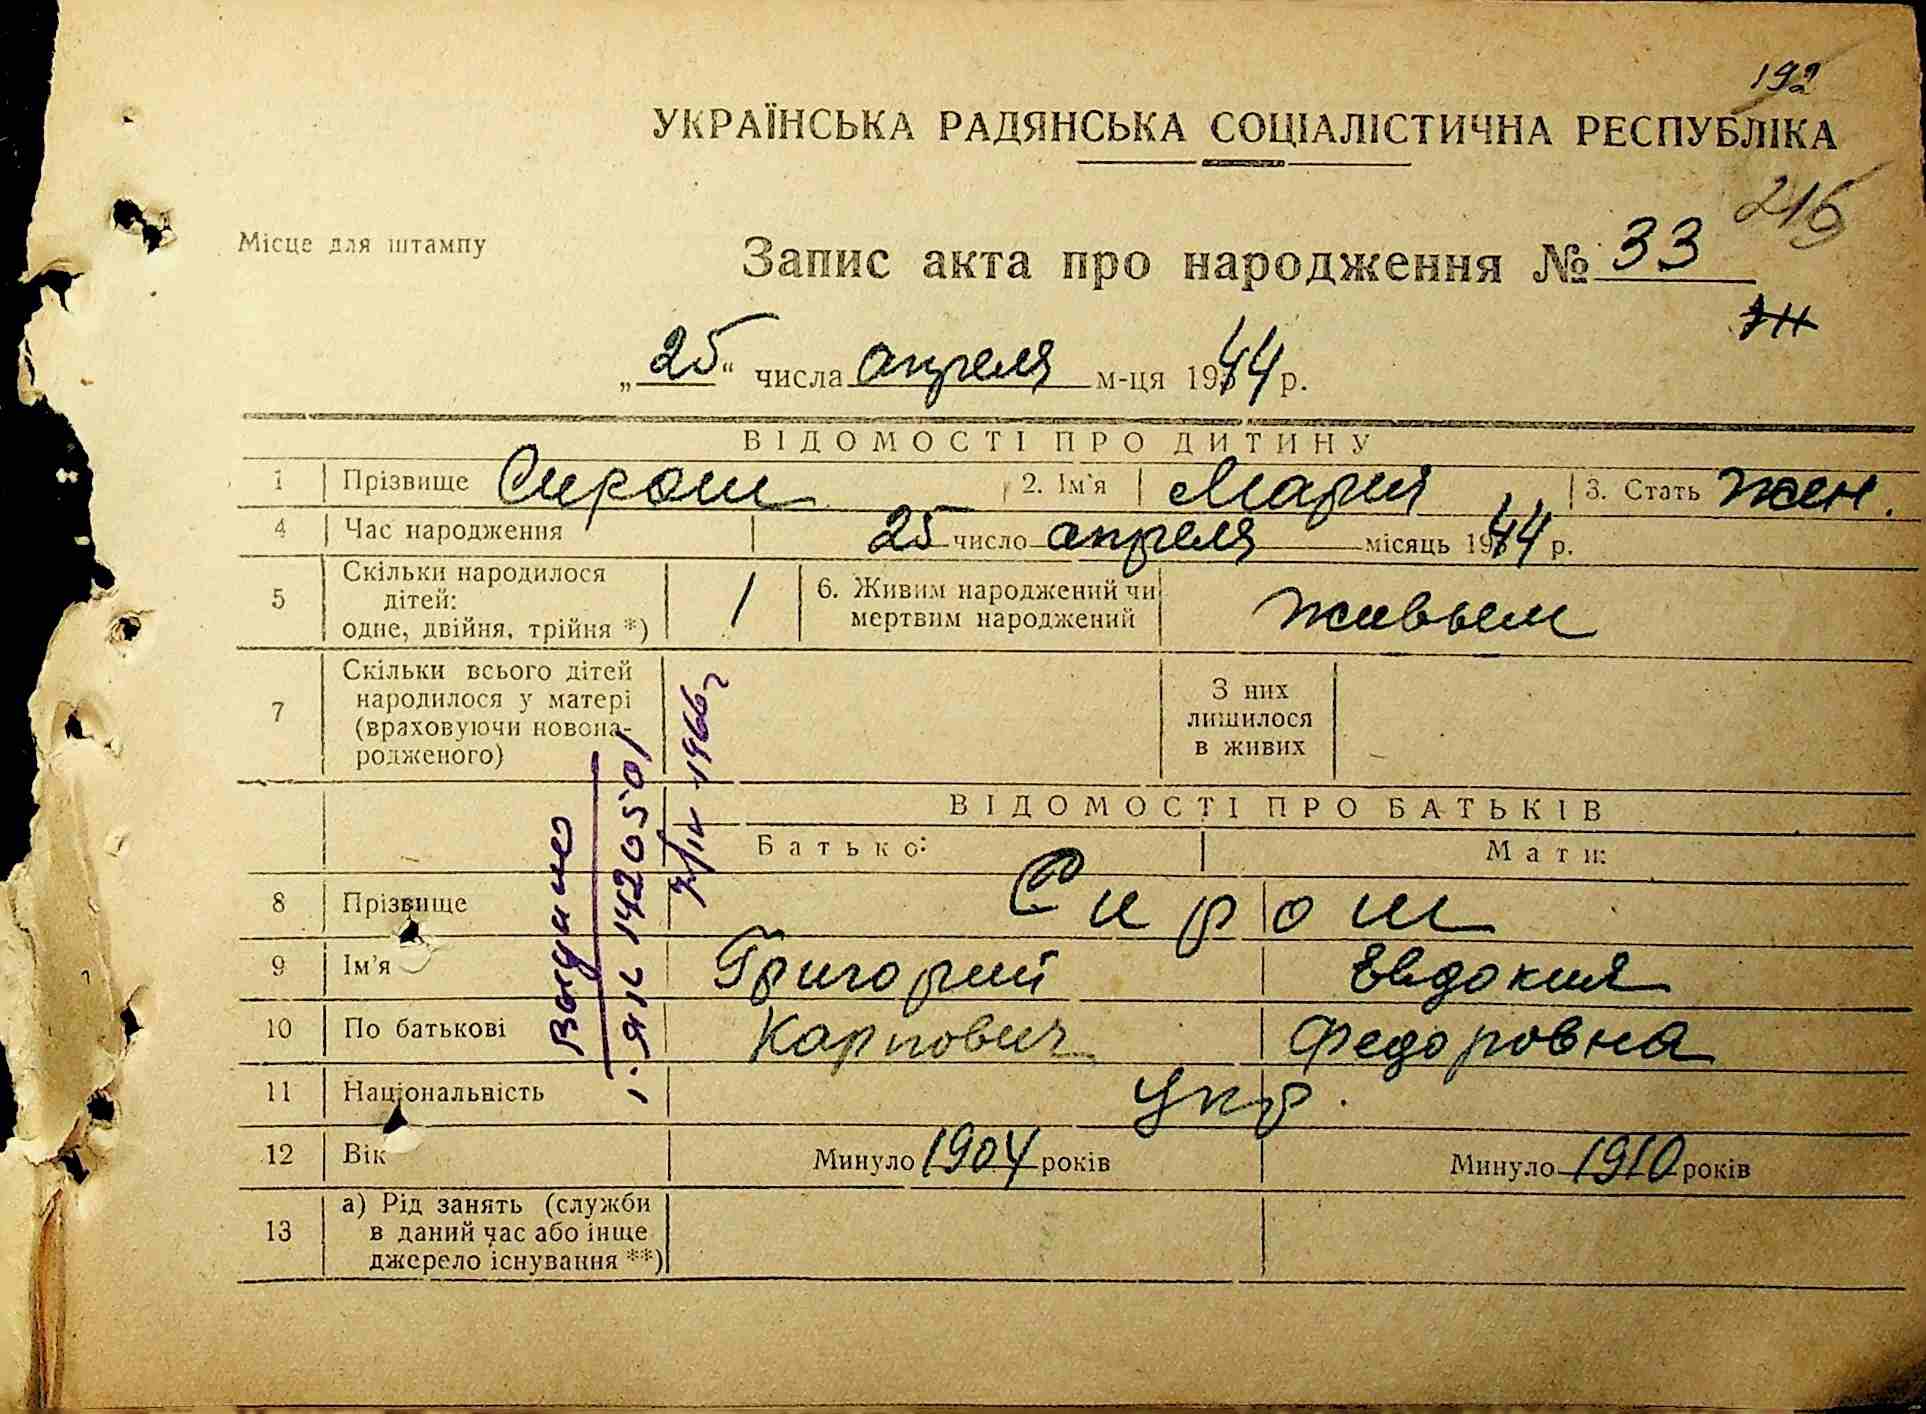 192
УКРАЇНСЬКА РАДЯНСЬКА СОЦІАЛІСТИЧНА РЕСПУБЛІКА
216
Місце для штампу
Запис акта про народження № 33
„25“ числа апреля м-ця 1944 р.
ВІДОМОСТІ ПРО ДИТИНУ
1 Прізвище Сирош 2. Ім'я Мария 3. Стать жен.
4 Час народження 25 число апреля місяць 1944 р.
5 Скільки народилося дітей: одне, двійня, трійня *) 1 6. Живим народжений чи мертвим народжений живым
7 Скільки всього дітей народилося у матері (враховуючи новонародженого) З них лишилося в живих
ВІДОМОСТІ ПРО БАТЬКІВ
Батько: Мати:
8 Прізвище Сирош
9 Ім'я Григорий Евдокия
10 По батькові Карпович Федоровна
11 Національність укр.
12 Вік Минуло 1904 років Минуло 1910 років
13 а) Рід занять (служби в даний час або інще джерело існування **)
Выдано
1-ЯК 1420501
1966г